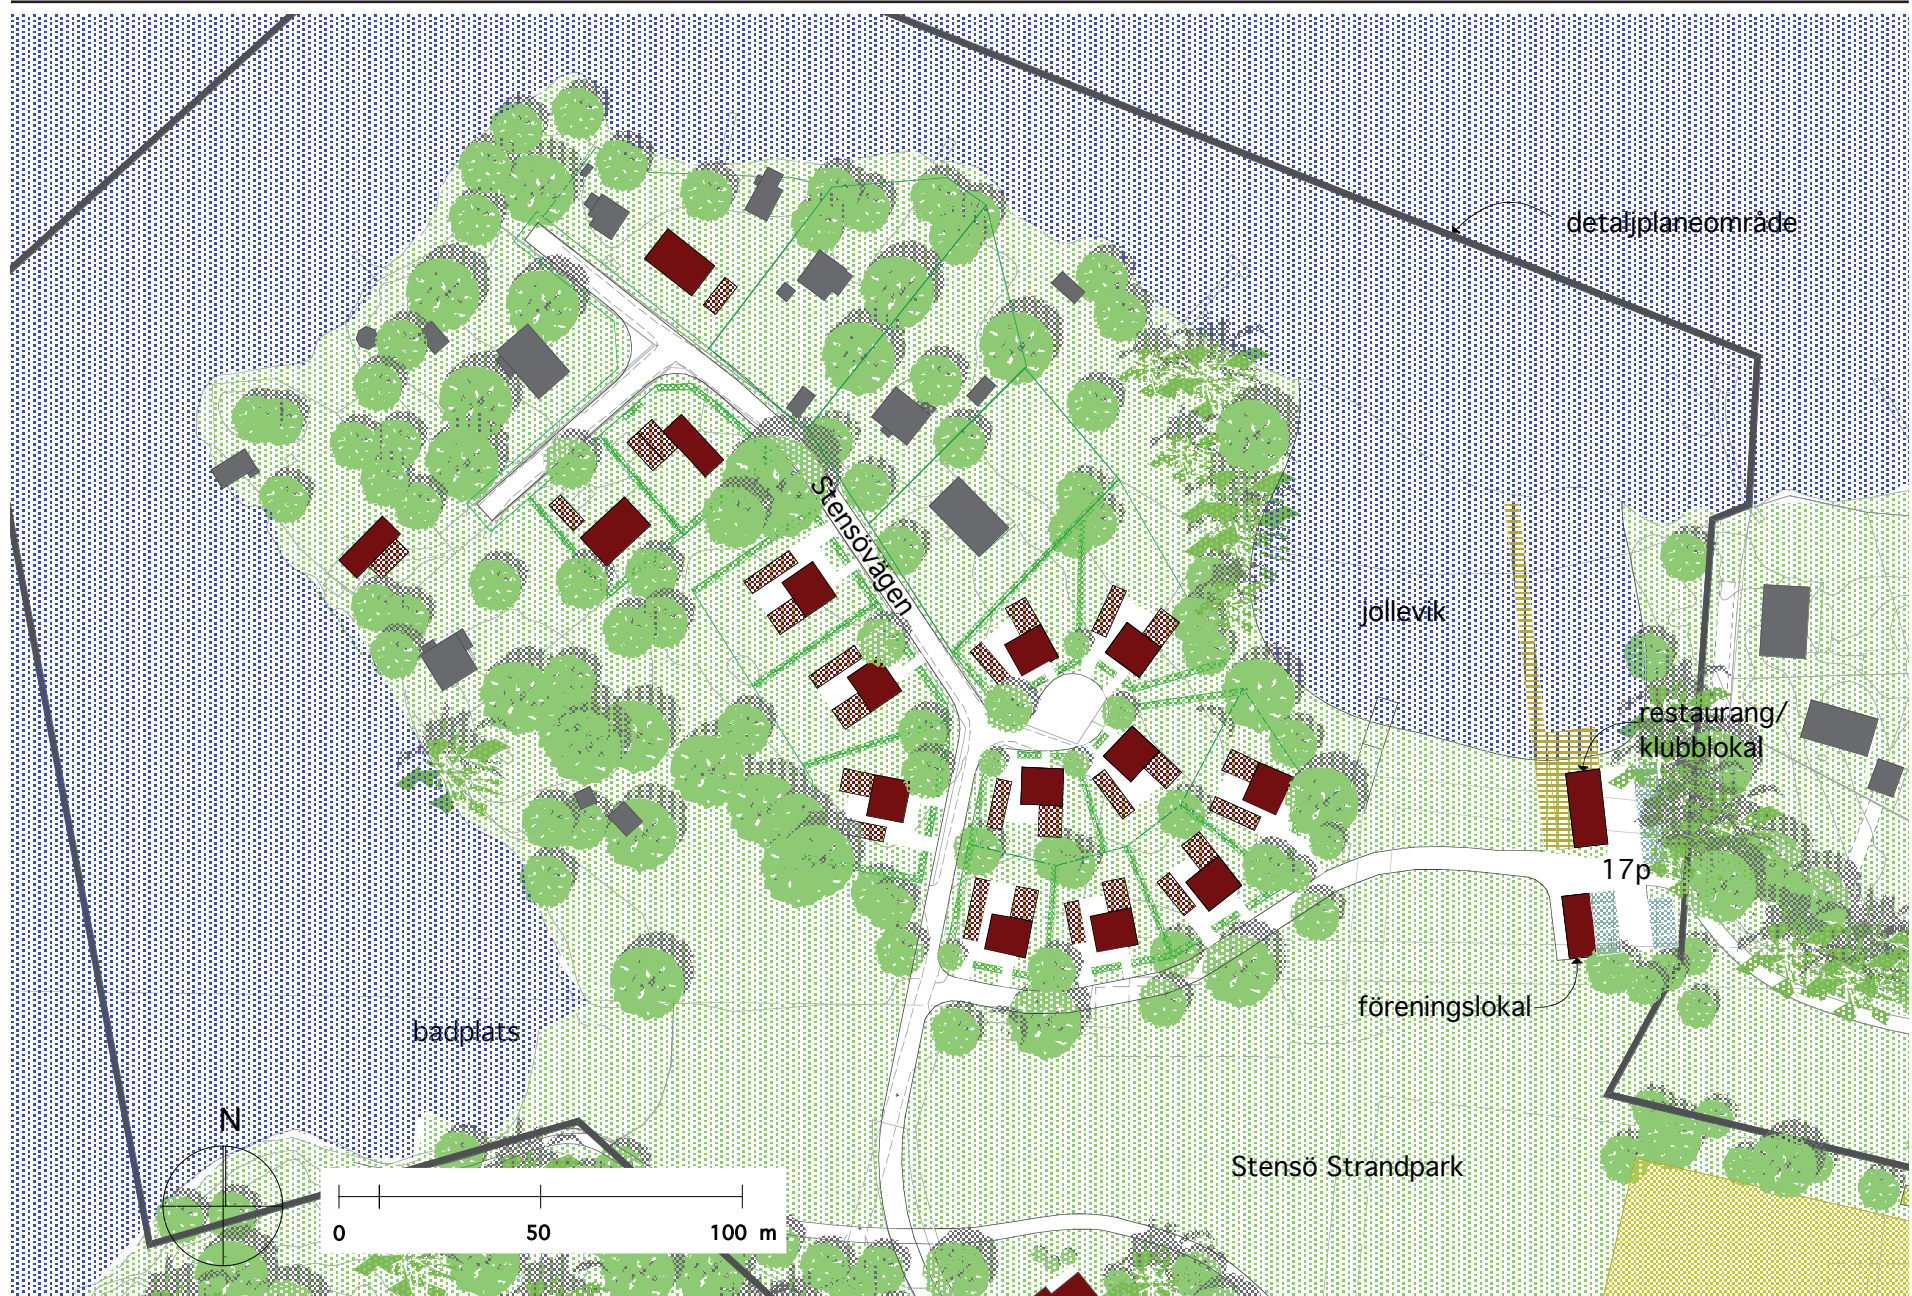 detaljplaneområde
Stensövägen
jollevik
restaurang/
klubblokal
17p
föreningslokal
badplats
N
Stensö Strandpark
0 50 100 m